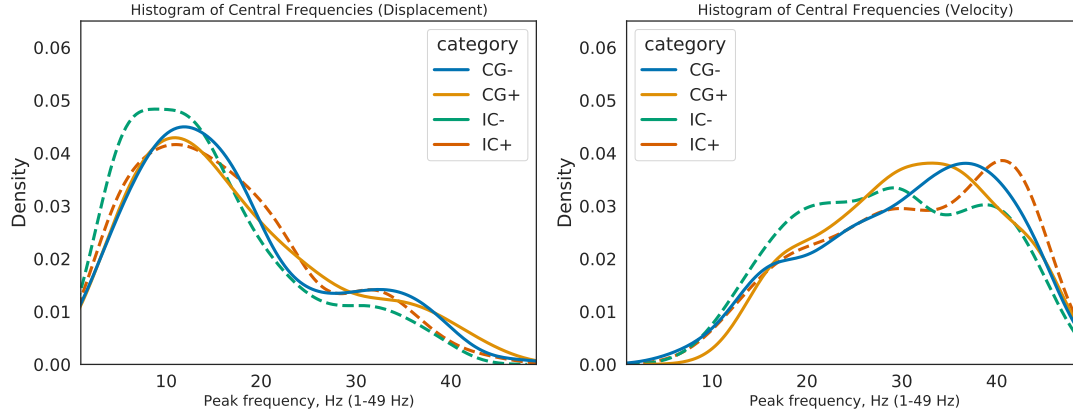 Histogram of Central Frequencies (Displacement)
0.06
0.05
0.04
0.03
0.02
0.01
0.00
Density
category
CG-
CG+
IC-
IC+
10
20
30
40
Peak frequency, Hz (1-49 Hz)
Histogram of Central Frequencies (Velocity)
0.06
0.05
0.04
0.03
0.02
0.01
0.00
Density
category
CG-
CG+
IC-
IC+
10
20
30
40
Peak frequency, Hz (1-49 Hz)